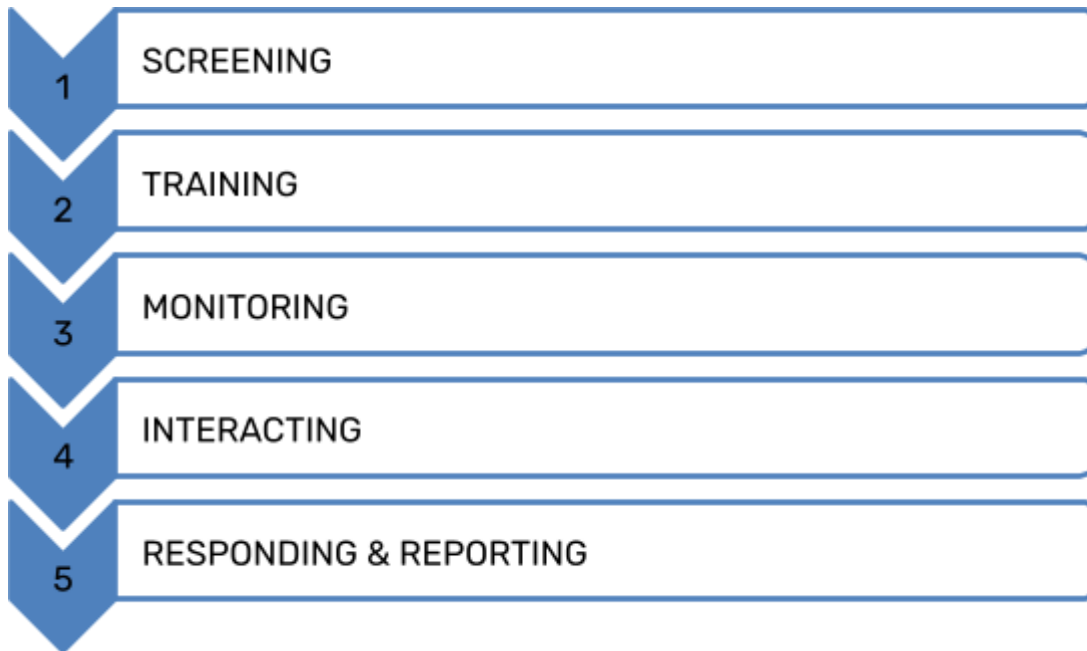 1 SCREENING
2 TRAINING
3 MONITORING
4 INTERACTING
5 RESPONDING & REPORTING